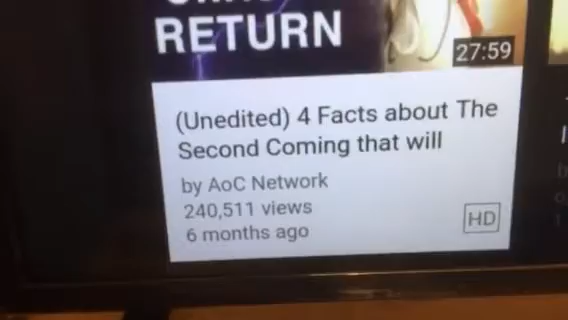 RETURN
27:59
(Unedited) 4 Facts about The
Second Coming that will
by AoC Network
240,511 views
HD
6 months ago